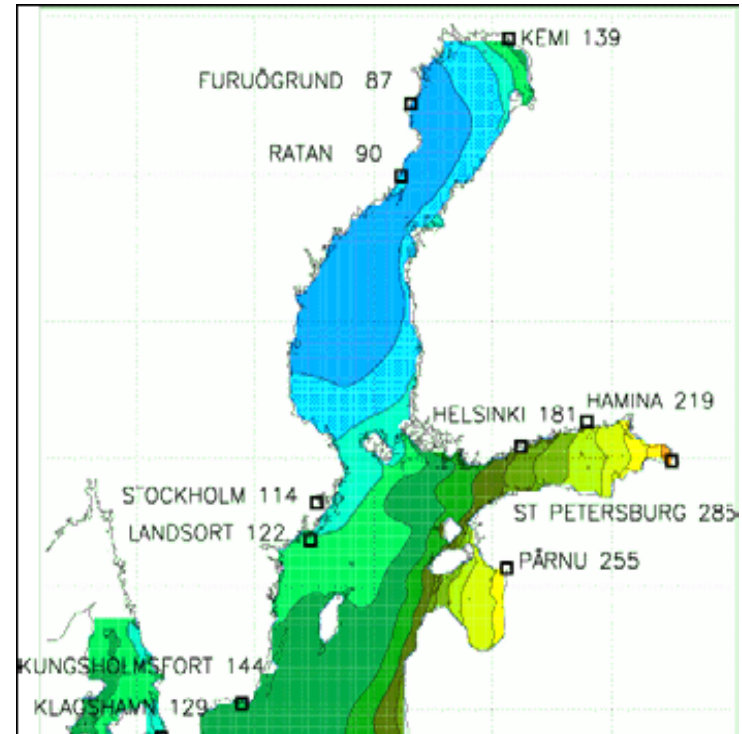 KEMI 139
FURUÖGRUND 87
RATAN 90
HAMINA 219
HELSINKI 181
STOCKHOLM 114
ST PETERSBURG 285
LANDSORT 122
PÄRNU 255
KUNGSHOLMSFORT 144
KLAGSHAVN 129